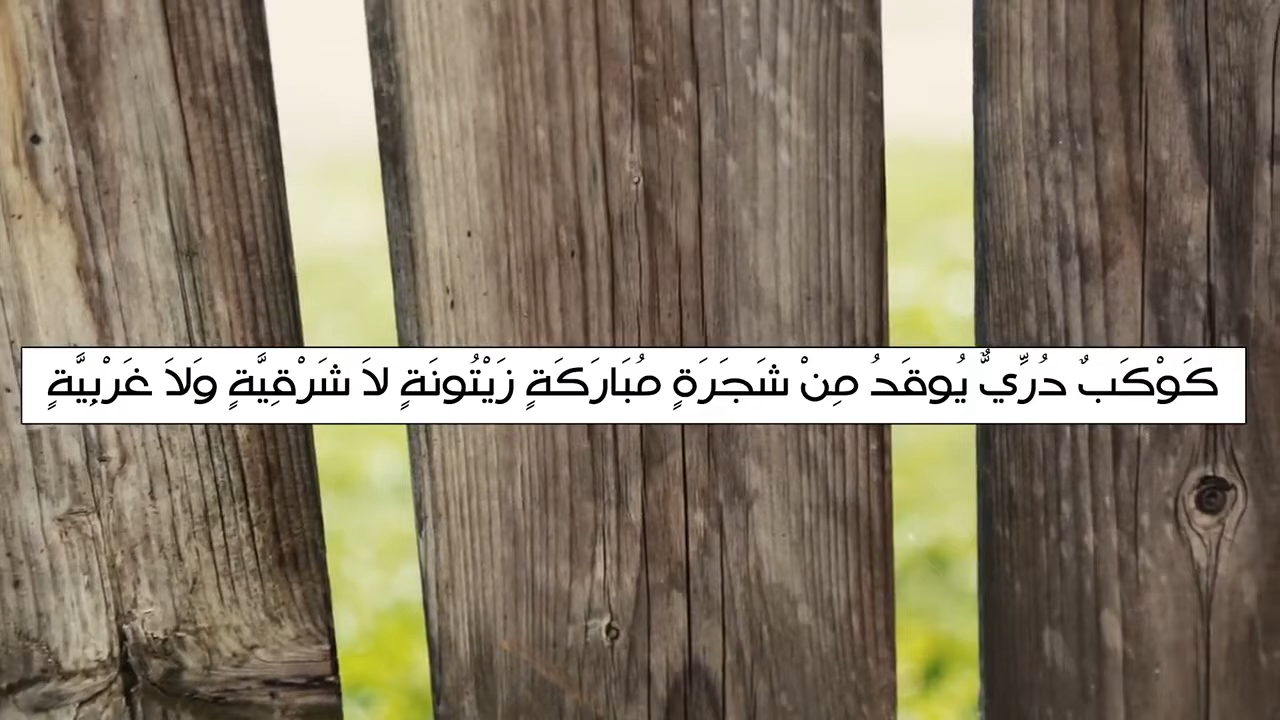 كَوْكَبٌ دُرِّيٌّ يُوقَدُ مِنْ شَجَرَةٍ مُبَارَكَةٍ زَيْتُونَةٍ لاَ شَرْقِيَّةٍ وَلاَ غَرْبِيَّةٍ